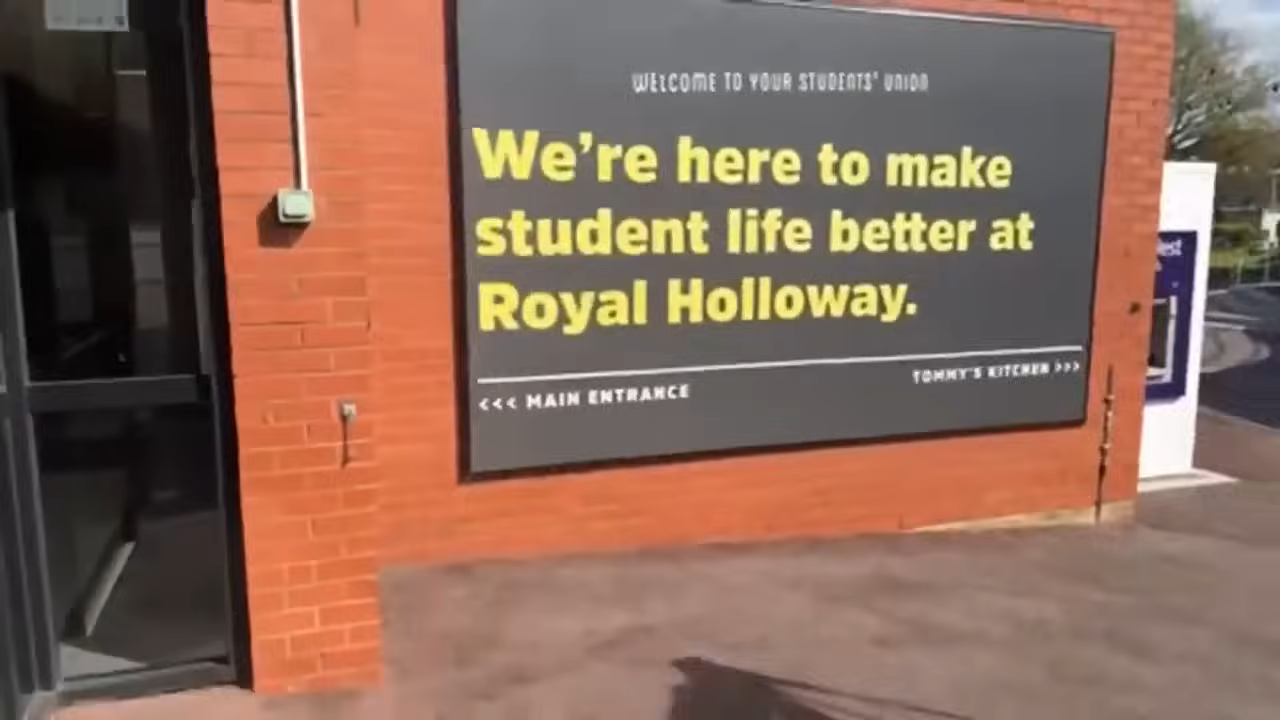 WELCOME TO YOUR STUDENTS' UNION
We're here to make
student life better at
Royal Holloway.
<<< MAIN ENTRANCE
TOMMY'S KITCHEN >>>